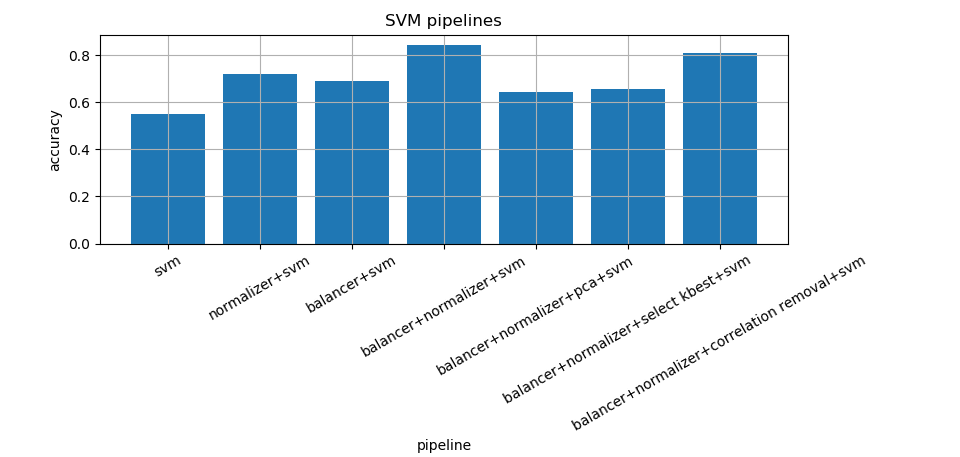 SVM pipelines
accuracy
0.8
0.6
0.4
0.2
0.0
svm
normalizer+svm
balancer+svm
balancer+normalizer+svm
balancer+normalizer+pca+svm
balancer+normalizer+select kbest+svm
balancer+normalizer+correlation removal+svm
pipeline